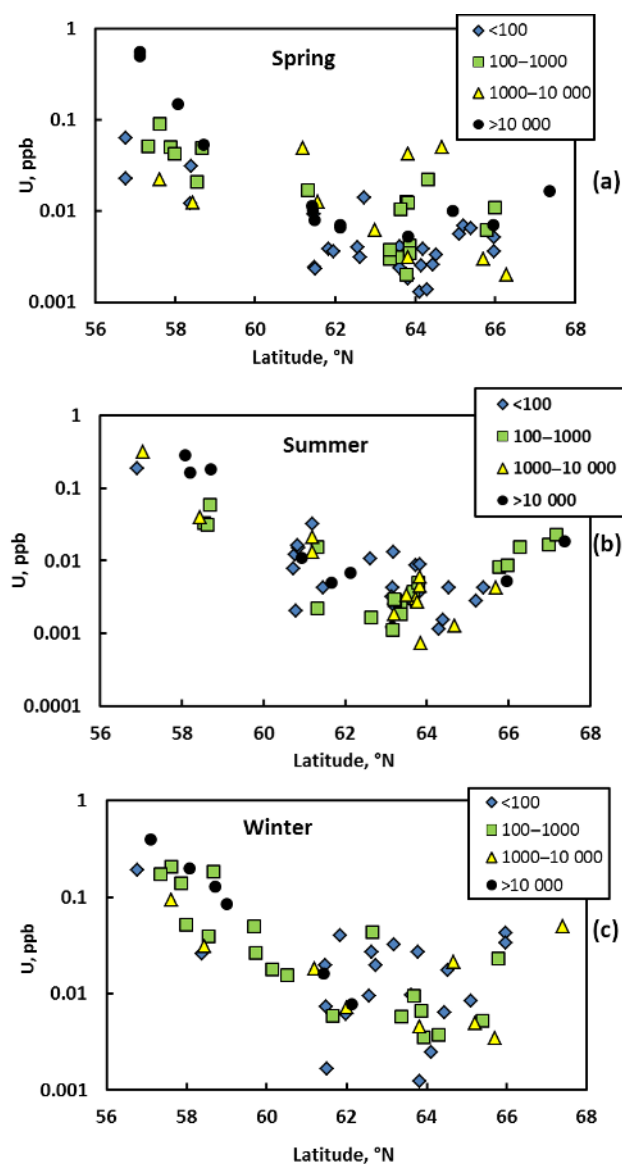 Spring
<100
100–1000
1000–10 000
>10 000
1
0.1
0.01
0.001
U, ppb
56 58 60 62 64 66 68
Latitude, °N
(a)
Summer
<100
100–1000
1000–10 000
>10 000
1
0.1
0.01
0.001
0.0001
U, ppb
56 58 60 62 64 66 68
Latitude, °N
(b)
Winter
<100
100–1000
1000–10 000
>10 000
1
0.1
0.01
0.001
U, ppb
56 58 60 62 64 66 68
Latitude, °N
(c)